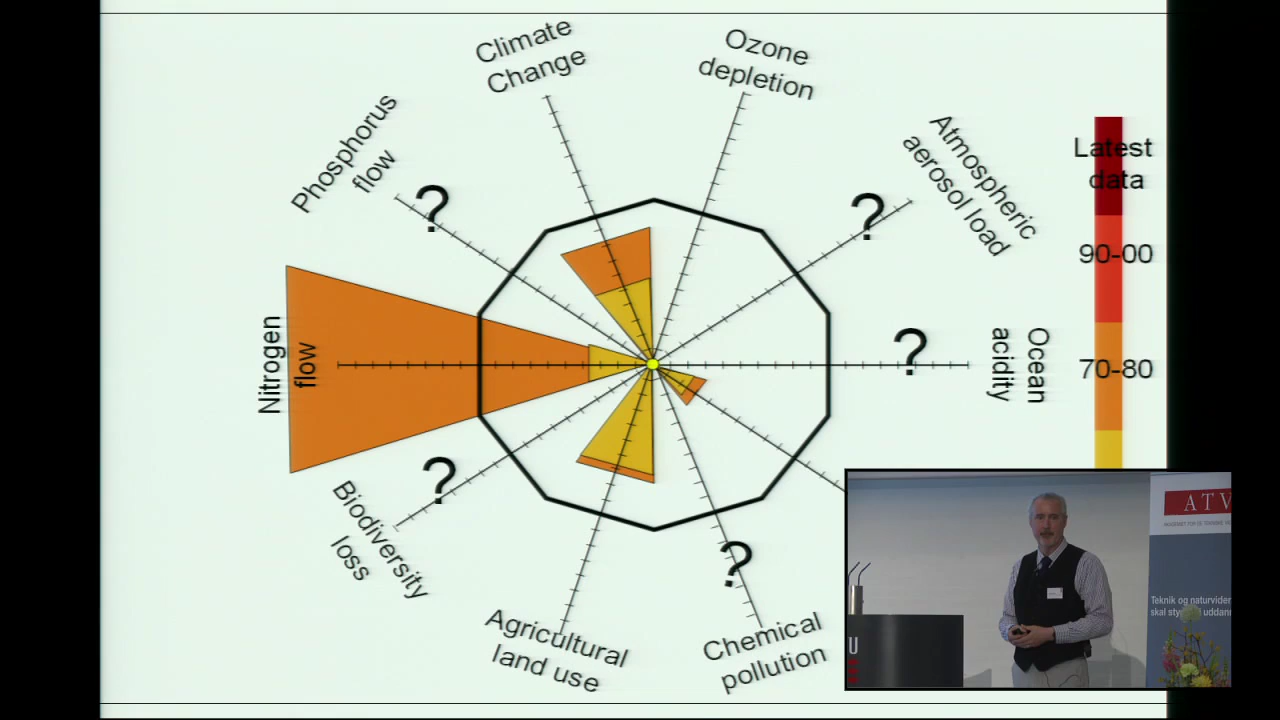 Climate
Change
Ozone
depletion
Phosphorus
flow
?
Atmospheric
aerosol load
?
Latest
data
90-00
Nitrogen
flow
?
Ocean
acidity
70-80
Biodiversity
loss
?
?
Agricultural
land use
Chemical
pollution
ATV
Teknik og naturviden
skal
U